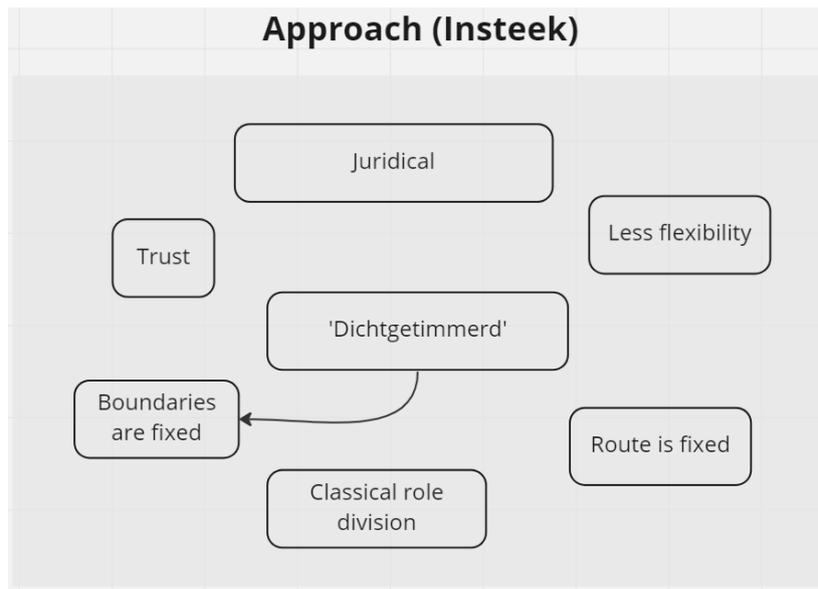 Approach (Insteek)
Juridical
Less flexibility
Trust
'Dichtgetimmerd'
Boundaries
are fixed
Route is fixed
Classical role
division